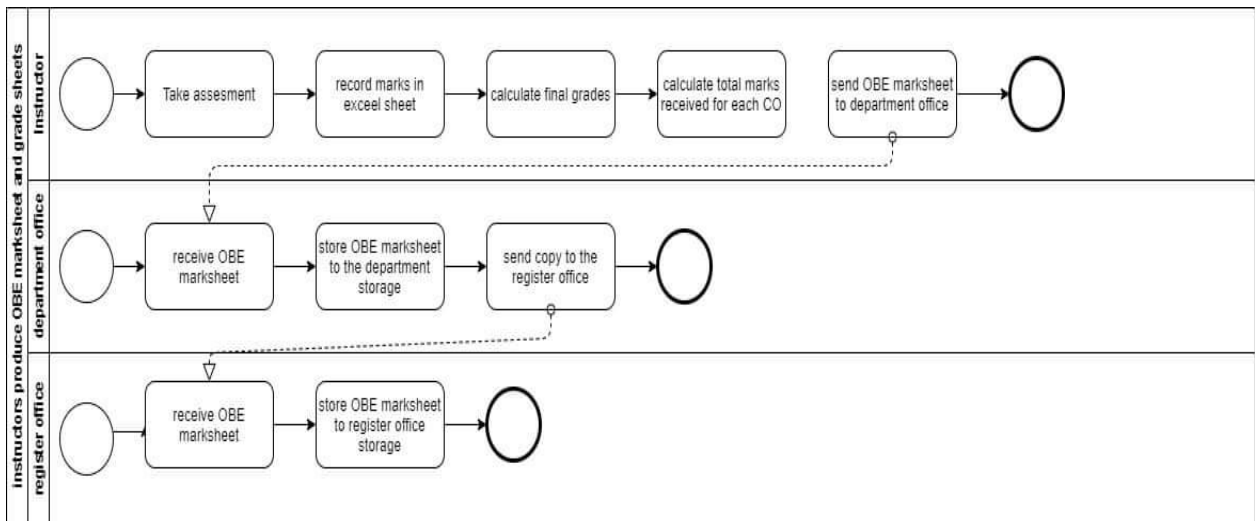 instructors produce OBE marksheet and grade sheets
Instructor
Take assesment
record marks in
exceel sheet
calculate final grades
calculate total marks
received for each CO
send OBE marksheet
to department office
department office
receive OBE
marksheet
store OBE marksheet
to the department
storage
send copy to the
register office
register office
receive OBE
marksheet
store OBE marksheet
to register office
storage